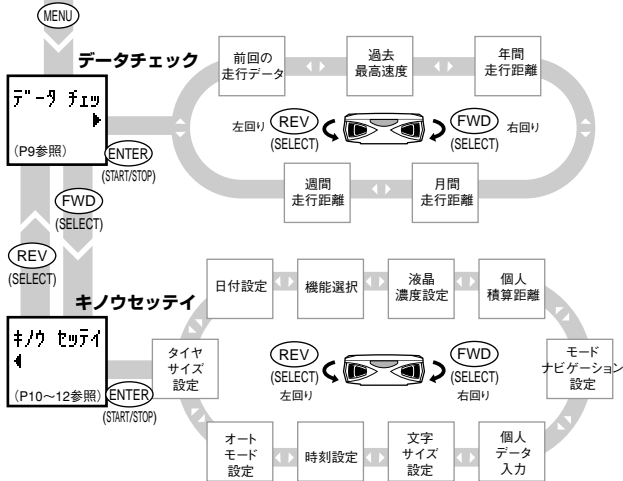 MENU
データチェック
データ チェッ
(P9参照)
ENTER
(START/STOP)
前回の
走行データ
過去
最高速度
年間
走行距離
左回り
REV
(SELECT)
FWD
(SELECT)
右回り
週間
走行距離
月間
走行距離
FWD
(SELECT)
REV
(SELECT)
キノウセッテイ
キノウ セッテイ
(P10～12参照)
ENTER
(START/STOP)
日付設定
機能選択
液晶
濃度設定
個人
積算距離
タイヤ
サイズ
設定
REV
(SELECT)
左回り
FWD
(SELECT)
右回り
モード
ナビゲーション
設定
オート
モード
設定
時刻設定
文字
サイズ
設定
個人
データ
入力